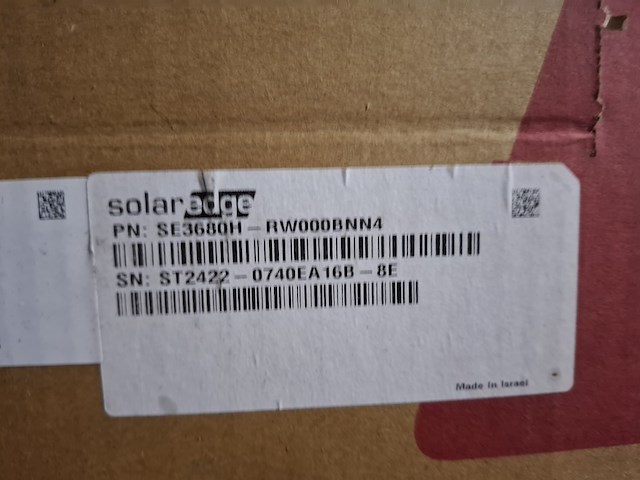 solaredge
PN: SE3680H-RW000BNN4
SN: ST2422-0740EA16B-8E
Made in Israel